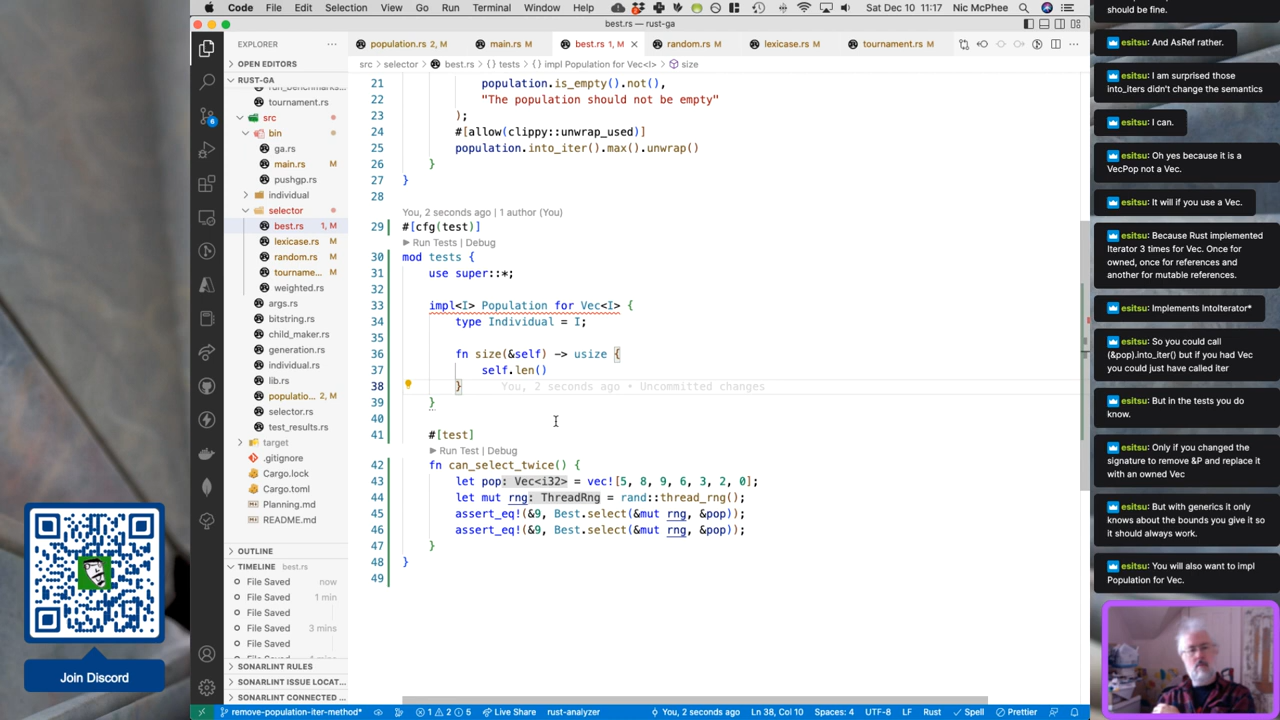 Code File Edit Selection View Go Run Terminal Window Help
Sat Dec 10 11:17 Nic McPhee
best.rs — rust-ga
EXPLORER
OPEN EDITORS
RUST-GA
run_benchmarks...
tournament.rs
src
bin
ga.rs
main.rs M
pushgp.rs
individual
selector
best.rs 1, M
lexicase.rs M
random.rs M
tourname... M
weighted.rs
args.rs
bitstring.rs
child_maker.rs
generation.rs
individual.rs
lib.rs
populatio... 2, M
selector.rs
test_results.rs
target
.gitignore
Cargo.lock
Cargo.toml
Planning.md
README.md
OUTLINE
TIMELINE best.rs
File Saved now
File Saved 1 min
File Saved
File Saved 3 mins
File Saved
File Saved
SONARLINT RULES
SONARLINT ISSUE LOCAT...
SONARLINT CONNECTED ...
population.rs 2, M
main.rs M
best.rs 1, M
random.rs M
lexicase.rs M
tournament.rs M
src > selector > best.rs > {} tests > {} impl Population for Vec<I> > size
21 population.is_empty().not(),
22 "The population should not be empty"
23 );
24 #[allow(clippy::unwrap_used)]
25 population.into_iter().max().unwrap()
26 }
27 }
28
You, 2 seconds ago | 1 author (You)
29 #[cfg(test)]
Run Tests | Debug
30 mod tests {
31 use super::*;
32
33 impl<I> Population for Vec<I> {
34 type Individual = I;
35
36 fn size(&self) -> usize {
37 self.len()
38 } You, 2 seconds ago • Uncommitted changes
39 }
40
41 #[test]
Run Test | Debug
42 fn can_select_twice() {
43 let pop: Vec<i32> = vec![5, 8, 9, 6, 3, 2, 0];
44 let mut rng: ThreadRng = rand::thread_rng();
45 assert_eq!(&9, Best.select(&mut rng, &pop));
46 assert_eq!(&9, Best.select(&mut rng, &pop));
47 }
48 }
49
remove-population-iter-method* 1 2 5 Live Share rust-analyzer
You, 2 seconds ago Ln 38, Col 10 Spaces: 4 UTF-8 LF Rust Spell Prettier
Join Discord
should be fine.
esitsu: And AsRef rather.
esitsu: I am surprised those
into_iters didn't change the semantics
esitsu: I can.
esitsu: Oh yes because it is a
VecPop not a Vec.
esitsu: It will if you use a Vec.
esitsu: Because Rust implemented
Iterator 3 times for Vec. Once for
owned, once for references and
another for mutable references.
esitsu: Implements IntoIterator*
esitsu: So you could call
(&pop).into_iter() but if you had Vec
you could just have called iter
esitsu: But in the tests you do
know.
esitsu: Only if you changed the
signature to remove &P and replace it
with an owned Vec
esitsu: But with generics it only
knows about the bounds you give it so
it should always work.
esitsu: You will also want to impl
Population for Vec.